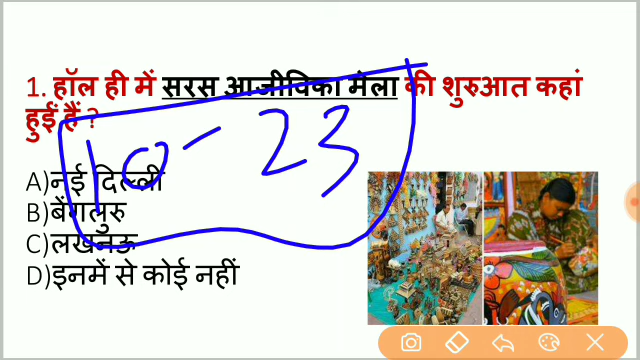 1. हॉल ही में सरस आजीविका मेला की शुरुआत कहां
हुई हैं ?
10-23
A)नई दिल्ली
B)बेंगलुरु
C)लखनऊ
D)इनमें से कोई नहीं